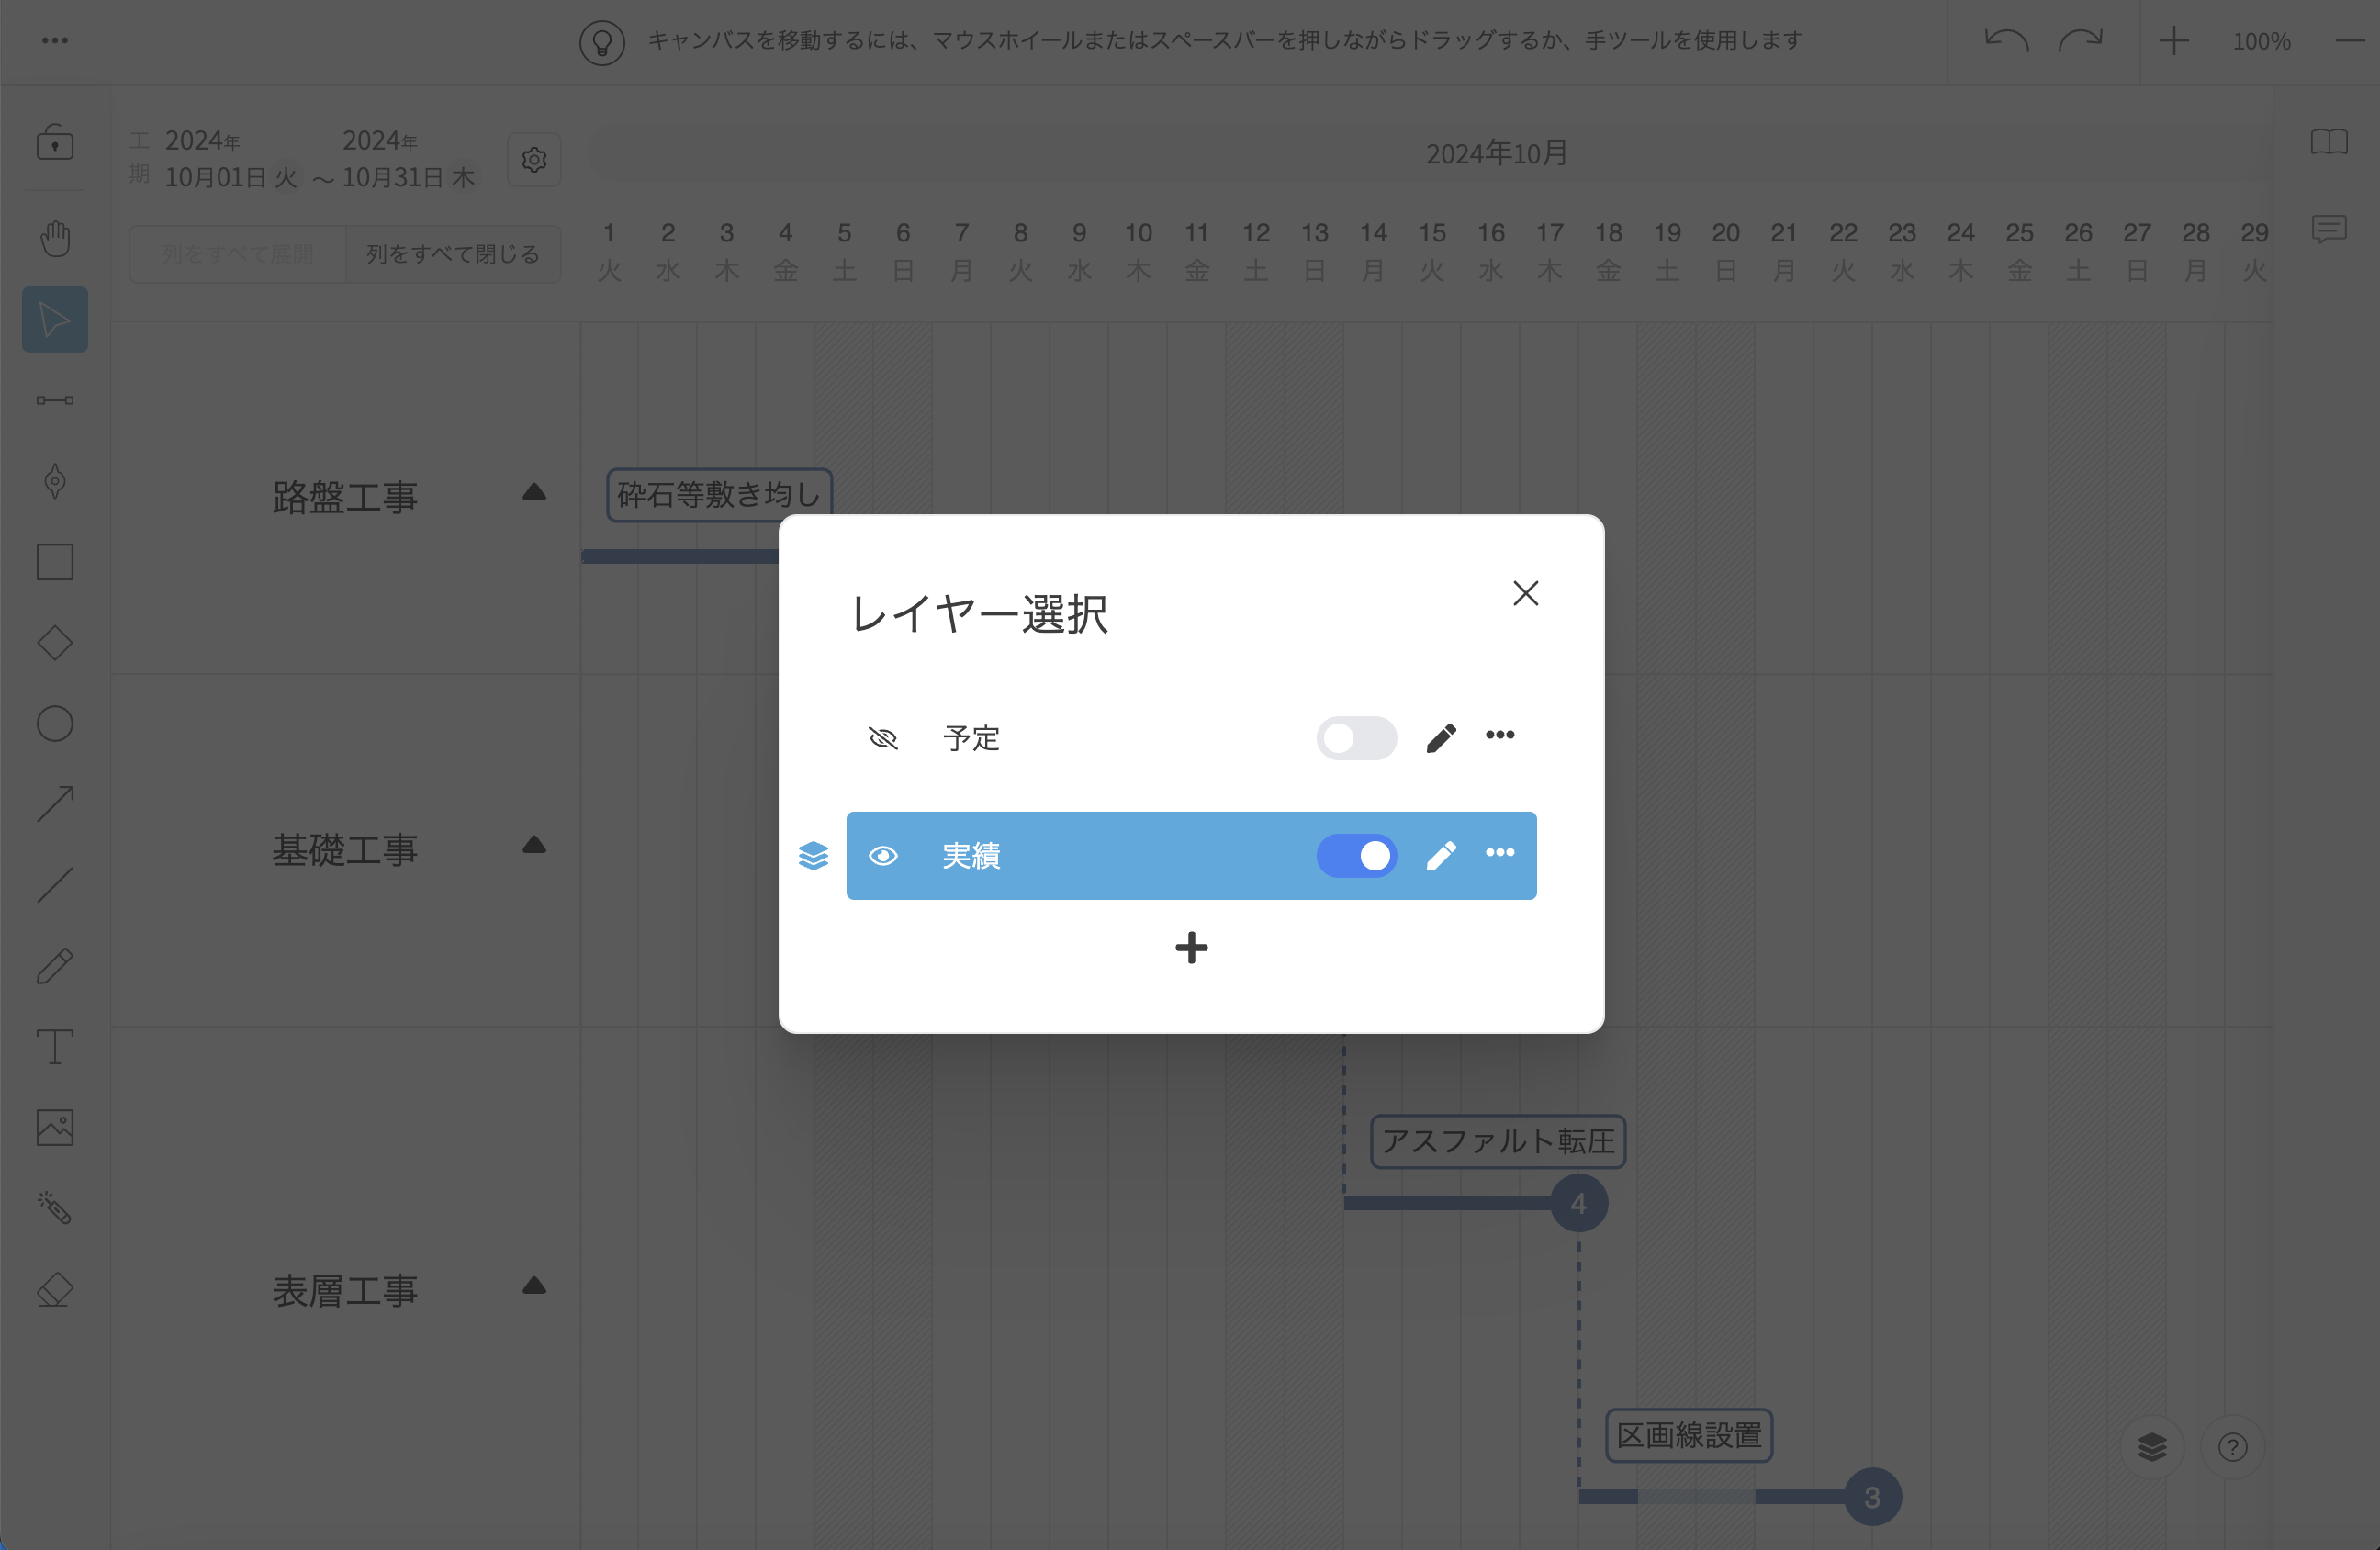 キャンバスを移動するには、マウスホイールまたはスペースバーを押しながらドラッグするか、手ツールを使用します
100%
工期
2024年
10月01日 火
～
2024年
10月31日 木
2024年10月
列をすべて展開
列をすべて閉じる
1 2 3 4 5 6 7 8 9 10 11 12 13 14 15 16 17 18 19 20 21 22 23 24 25 26 27 28 29
火 水 木 金 土 日 月 火 水 木 金 土 日 月 火 水 木 金 土 日 月 火 水 木 金 土 日 月 火
路盤工事
砕石等敷き均し
レイヤー選択
予定
実績
基礎工事
アスファルト転圧
4
表層工事
区画線設置
3
?